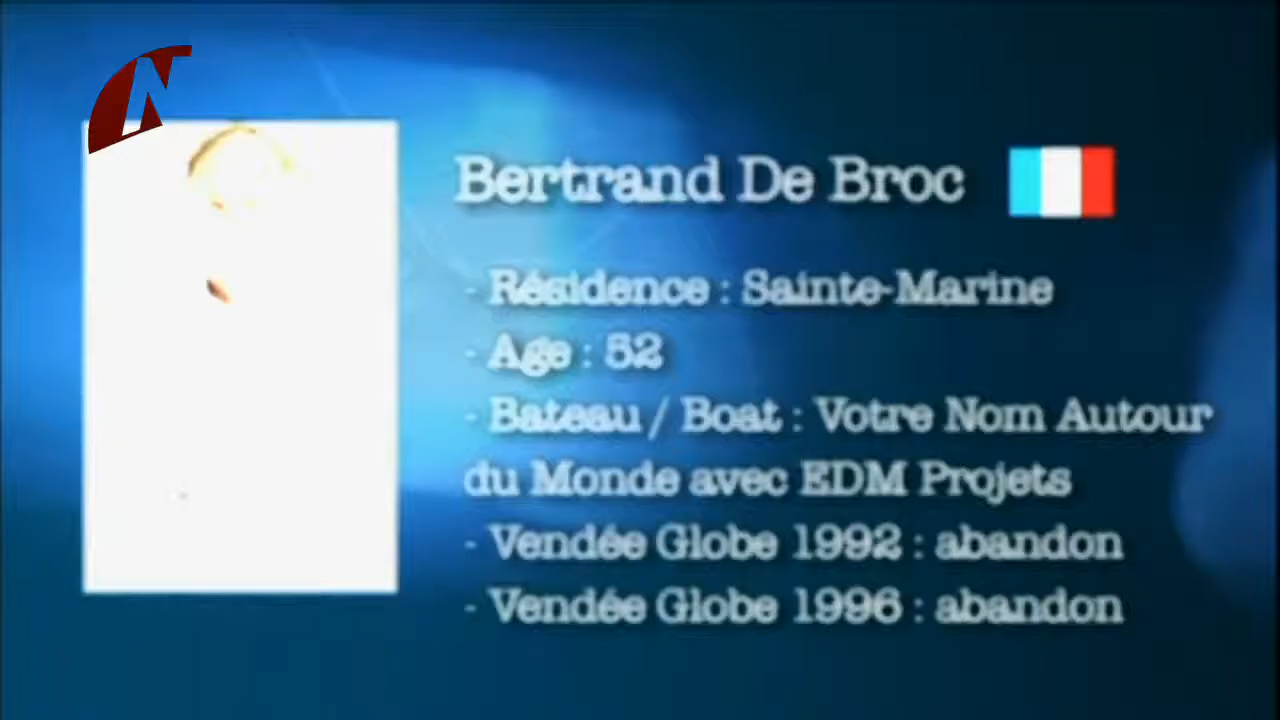 N
Bertrand De Broc
- Résidence : Sainte-Marine
- Age : 52
- Bateau / Boat : Votre Nom Autour
du Monde avec EDM Projets
- Vendée Globe 1992 : abandon
- Vendée Globe 1996 : abandon